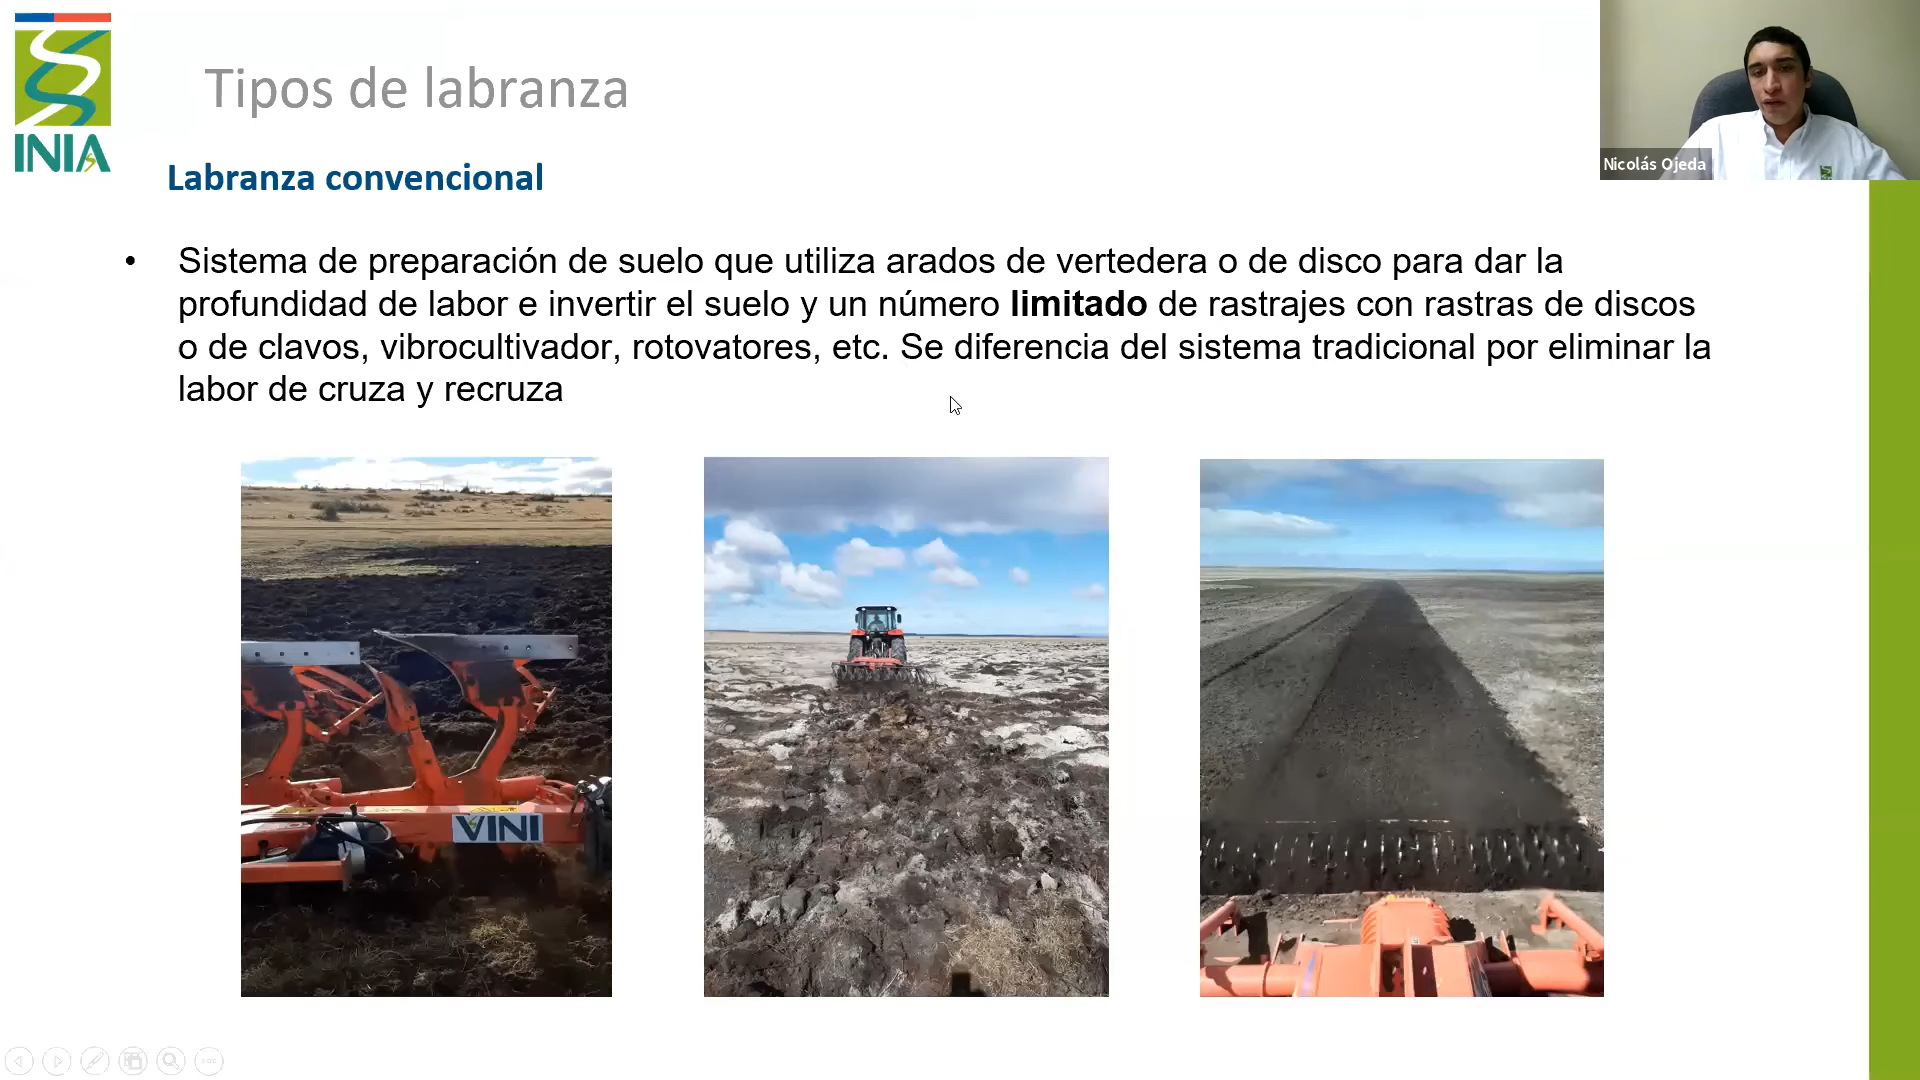 INIA
Tipos de labranza
Nicolás Ojeda
Labranza convencional
• Sistema de preparación de suelo que utiliza arados de vertedera o de disco para dar la
profundidad de labor e invertir el suelo y un número limitado de rastrajes con rastras de discos
o de clavos, vibrocultivador, rotovatores, etc. Se diferencia del sistema tradicional por eliminar la
labor de cruza y recruza
VINI